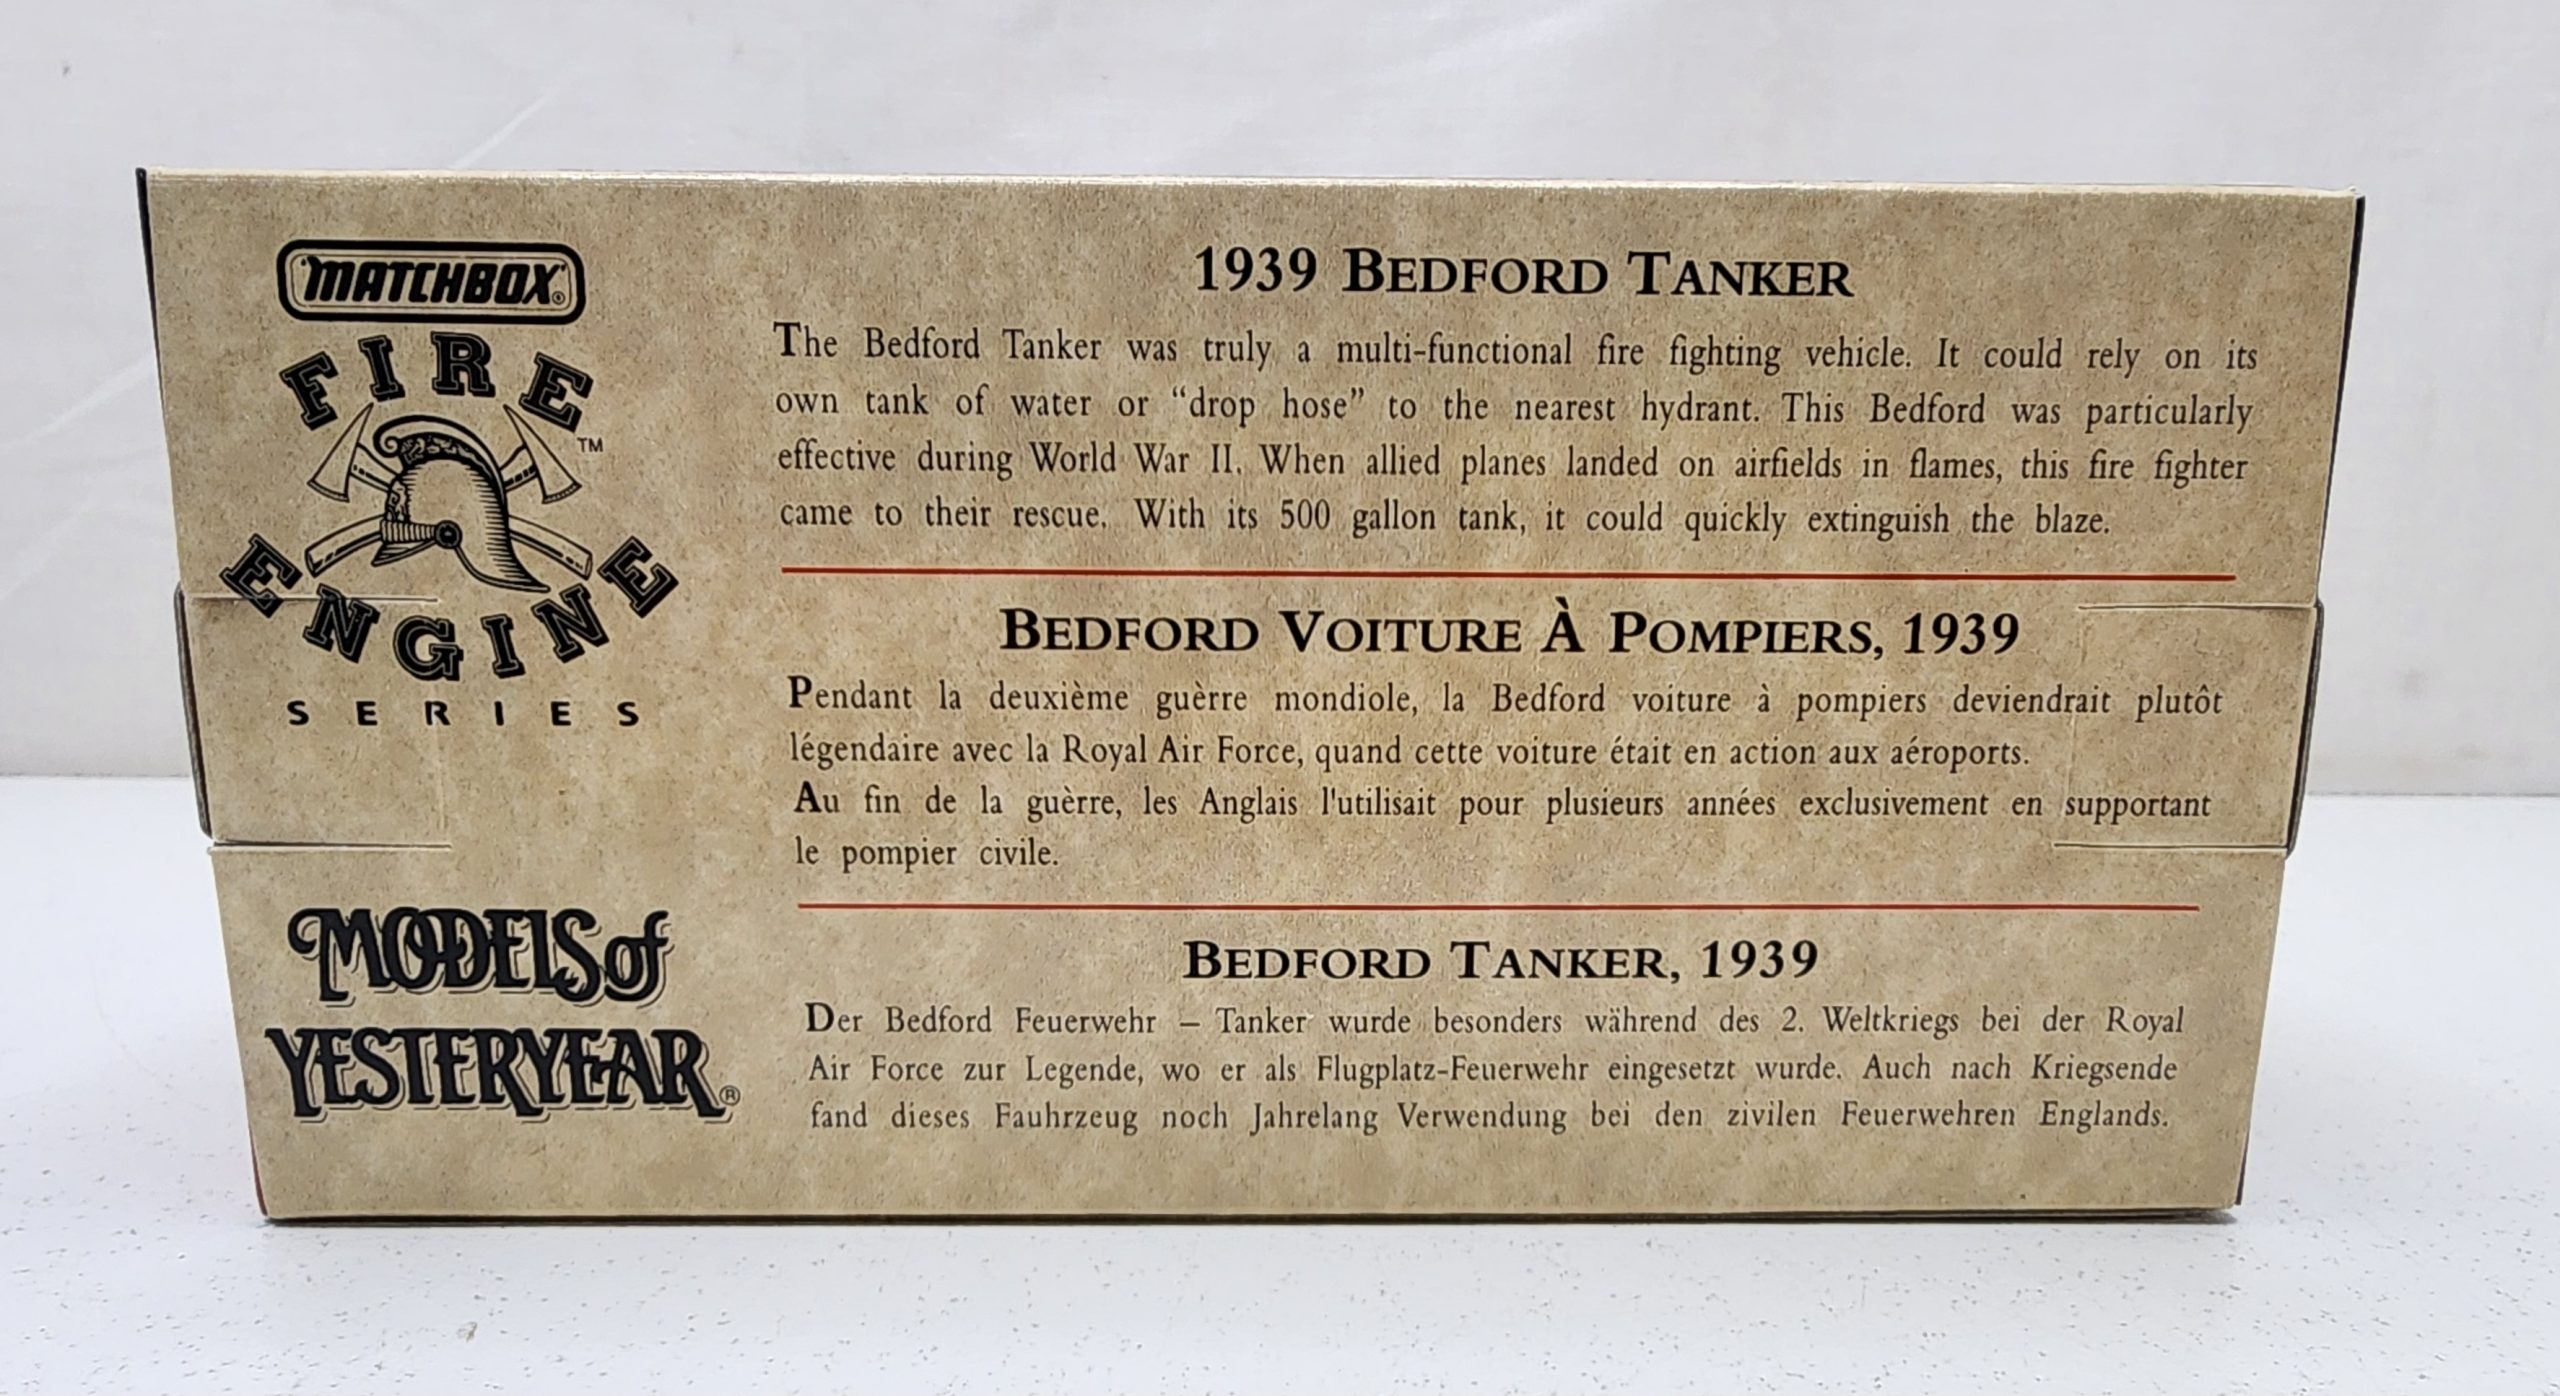 MATCHBOX®
FIRE
™
ENGINE
SERIES
MODELS of
YESTERYEAR®
1939 BEDFORD TANKER
The Bedford Tanker was truly a multi-functional fire fighting vehicle. It could rely on its
own tank of water or “drop hose” to the nearest hydrant. This Bedford was particularly
effective during World War II. When allied planes landed on airfields in flames, this fire fighter
came to their rescue. With its 500 gallon tank, it could quickly extinguish the blaze.
BEDFORD VOITURE À POMPIERS, 1939
Pendant la deuxième guèrre mondiole, la Bedford voiture à pompiers deviendrait plutôt
légendaire avec la Royal Air Force, quand cette voiture était en action aux aéroports.
Au fin de la guèrre, les Anglais l'utilisait pour plusieurs années exclusivement en supportant
le pompier civile.
BEDFORD TANKER, 1939
Der Bedford Feuerwehr – Tanker wurde besonders während des 2. Weltkriegs bei der Royal
Air Force zur Legende, wo er als Flugplatz-Feuerwehr eingesetzt wurde. Auch nach Kriegsende
fand dieses Fauhrzeug noch Jahrelang Verwendung bei den zivilen Feuerwehren Englands.